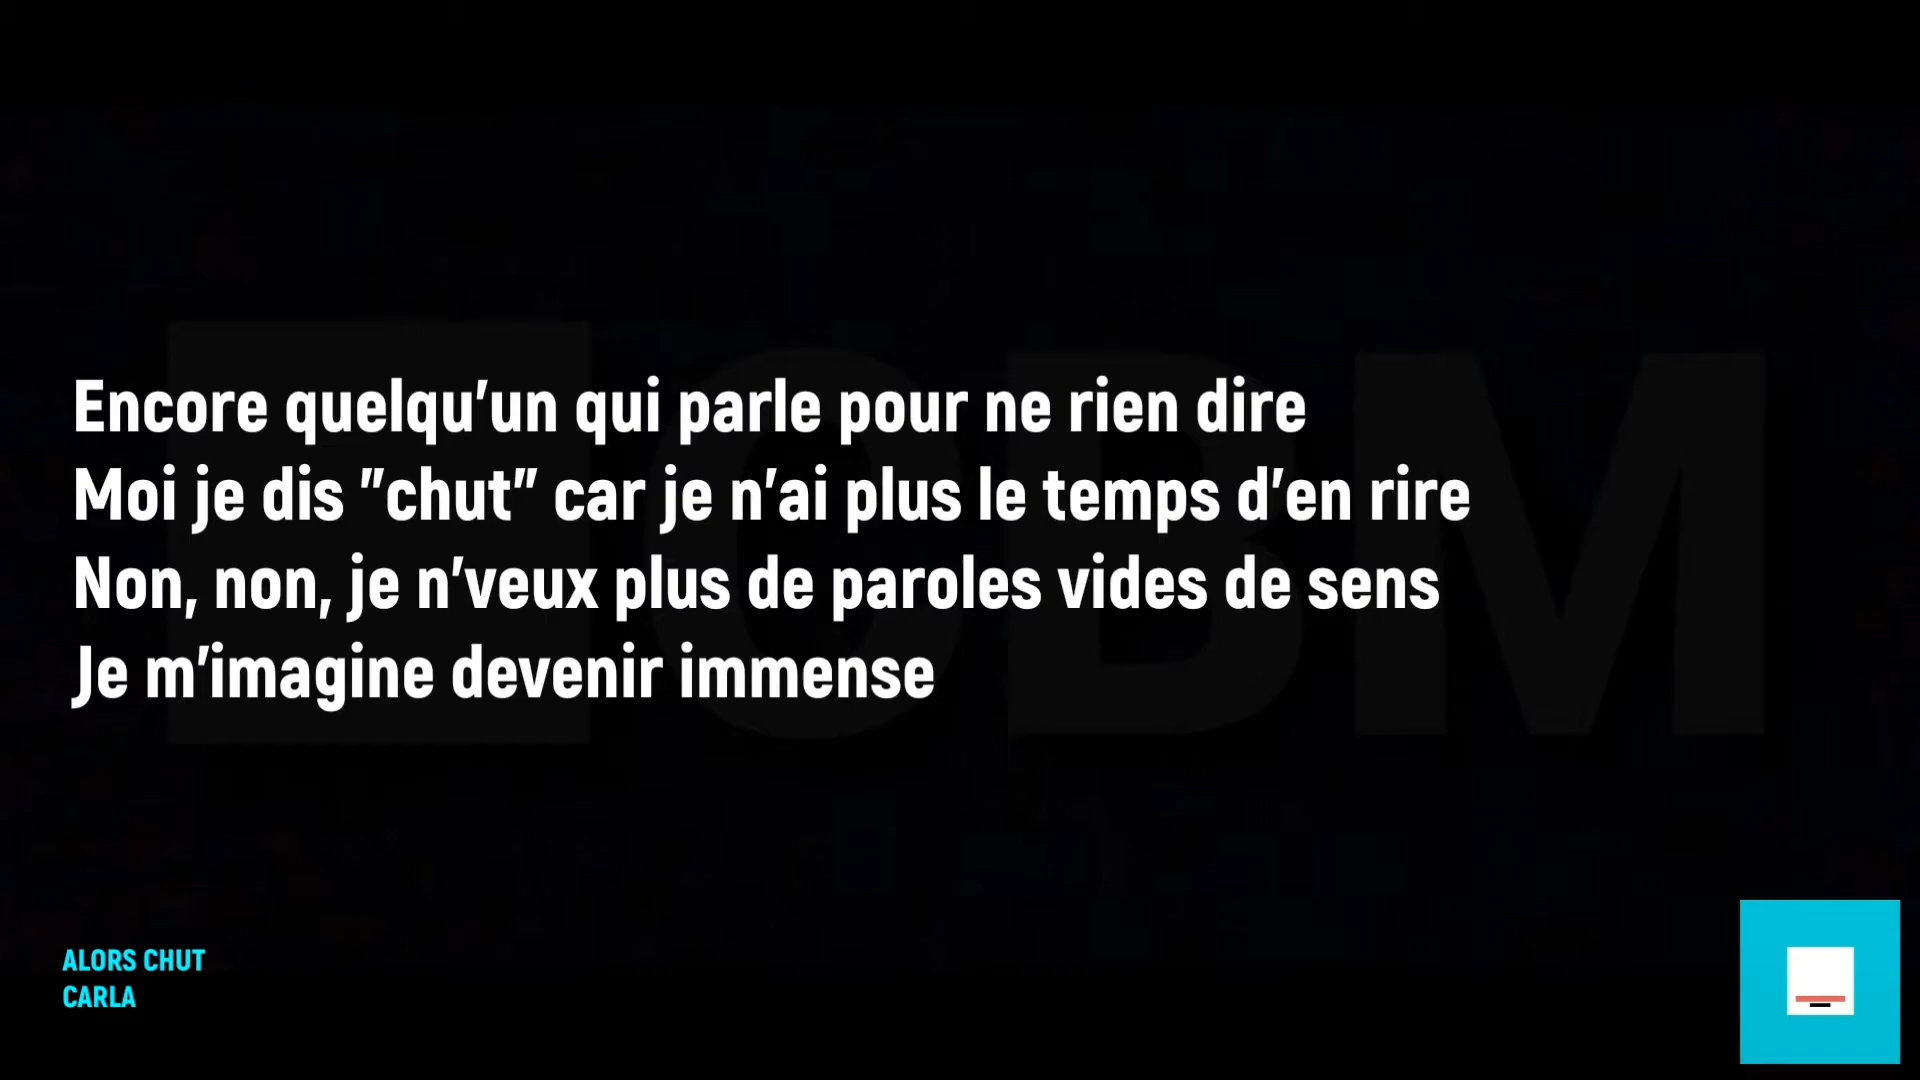 Encore quelqu'un qui parle pour ne rien dire
Moi je dis "chut" car je n'ai plus le temps d'en rire
Non, non, je n'veux plus de paroles vides de sens
Je m'imagine devenir immense
ALORS CHUT
CARLA